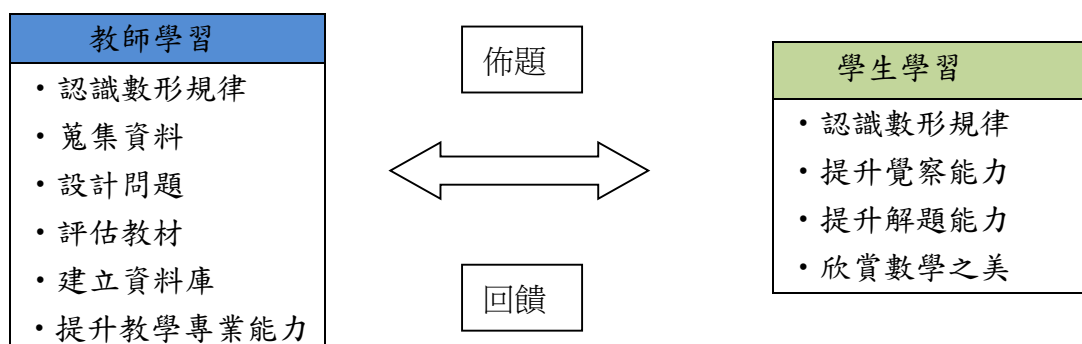 教師學習
・認識數形規律
・蒐集資料
・設計問題
・評估教材
・建立資料庫
・提升教學專業能力
佈題
回饋
學生學習
・認識數形規律
・提升覺察能力
・提升解題能力
・欣賞數學之美